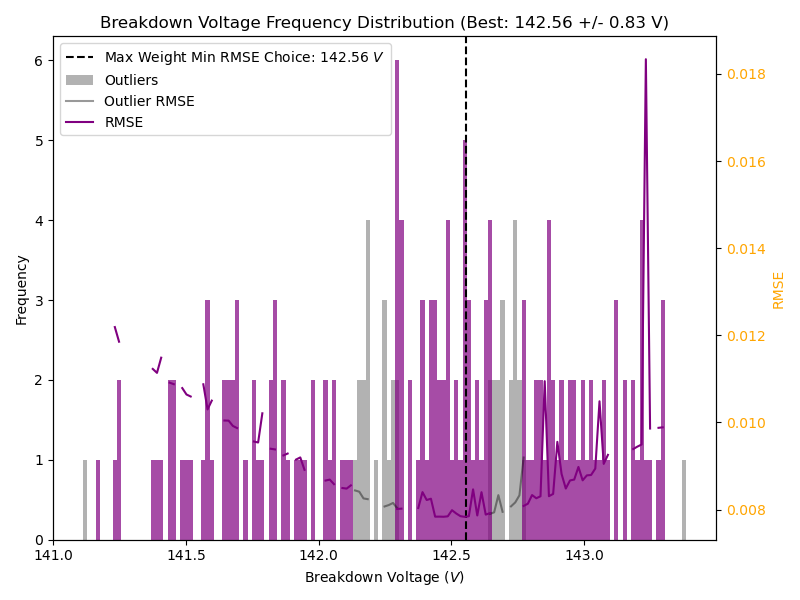 Breakdown Voltage Frequency Distribution (Best: 142.56 +/- 0.83 V)
Max Weight Min RMSE Choice: 142.56 V
Outliers
Outlier RMSE
RMSE
Frequency
6
5
4
3
2
1
0
141.0
141.5
142.0
142.5
143.0
Breakdown Voltage (V)
0.018
0.016
0.014
0.012
0.010
0.008
RMSE